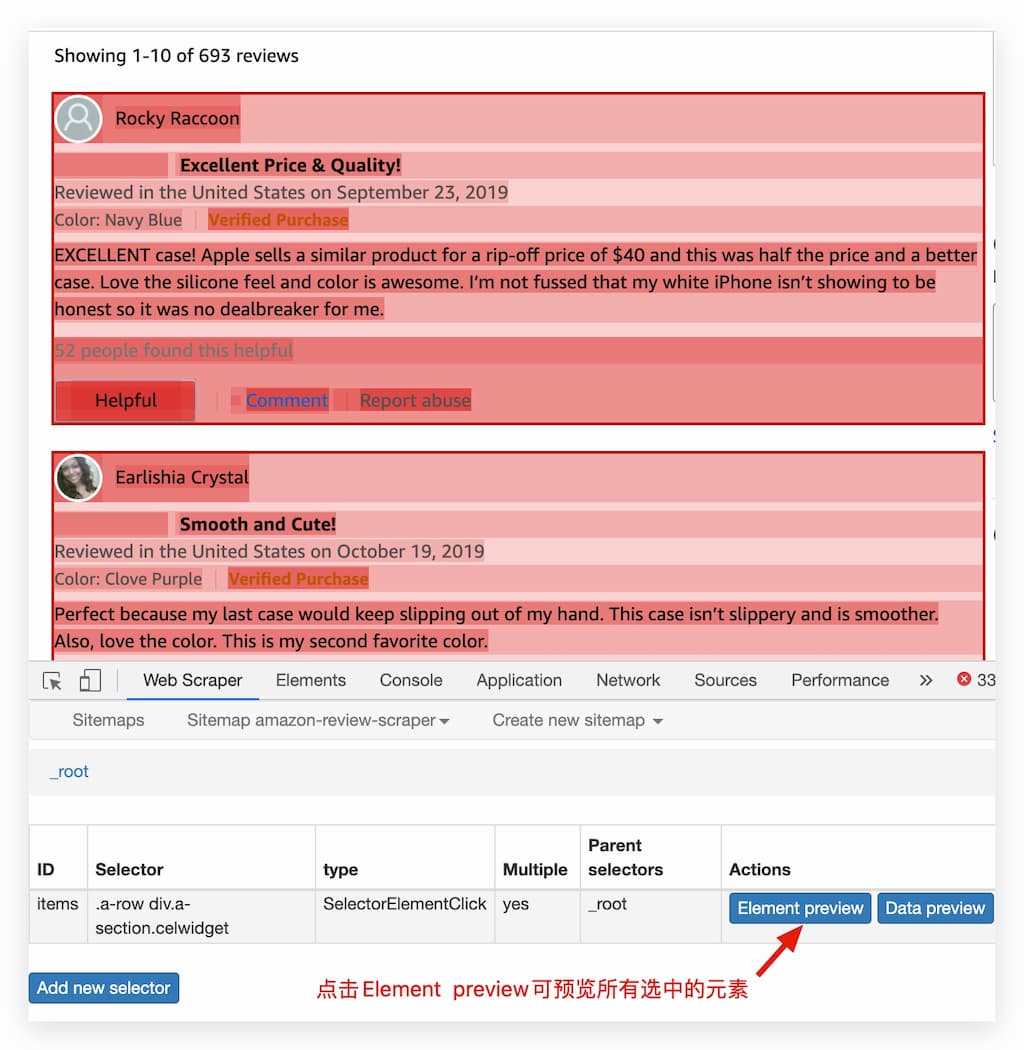 Showing 1-10 of 693 reviews
Rocky Raccoon
Excellent Price & Quality!
Reviewed in the United States on September 23, 2019
Color: Navy Blue Verified Purchase
EXCELLENT case! Apple sells a similar product for a rip-off price of $40 and this was half the price and a better
case. Love the silicone feel and color is awesome. I’m not fussed that my white iPhone isn’t showing to be
honest so it was no dealbreaker for me.
52 people found this helpful
Helpful Comment Report abuse
Earlishia Crystal
Smooth and Cute!
Reviewed in the United States on October 19, 2019
Color: Clove Purple Verified Purchase
Perfect because my last case would keep slipping out of my hand. This case isn’t slippery and is smoother.
Also, love the color. This is my second favorite color.
Web Scraper Elements Console Application Network Sources Performance » 33
Sitemaps Sitemap amazon-review-scraper Create new sitemap
_root
ID Selector type Multiple Parent selectors Actions
items .a-row div.a- SelectorElementClick yes _root Element preview Data preview
section.celwidget
Add new selector
点击Element preview可预览所有选中的元素